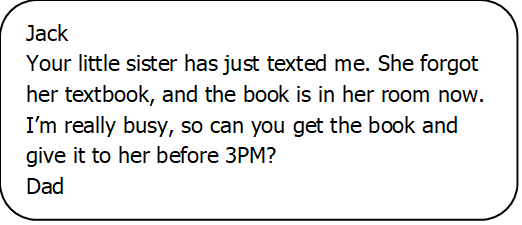 Jack
Your little sister has just texted me. She forgot
her textbook, and the book is in her room now.
I’m really busy, so can you get the book and
give it to her before 3PM?
Dad